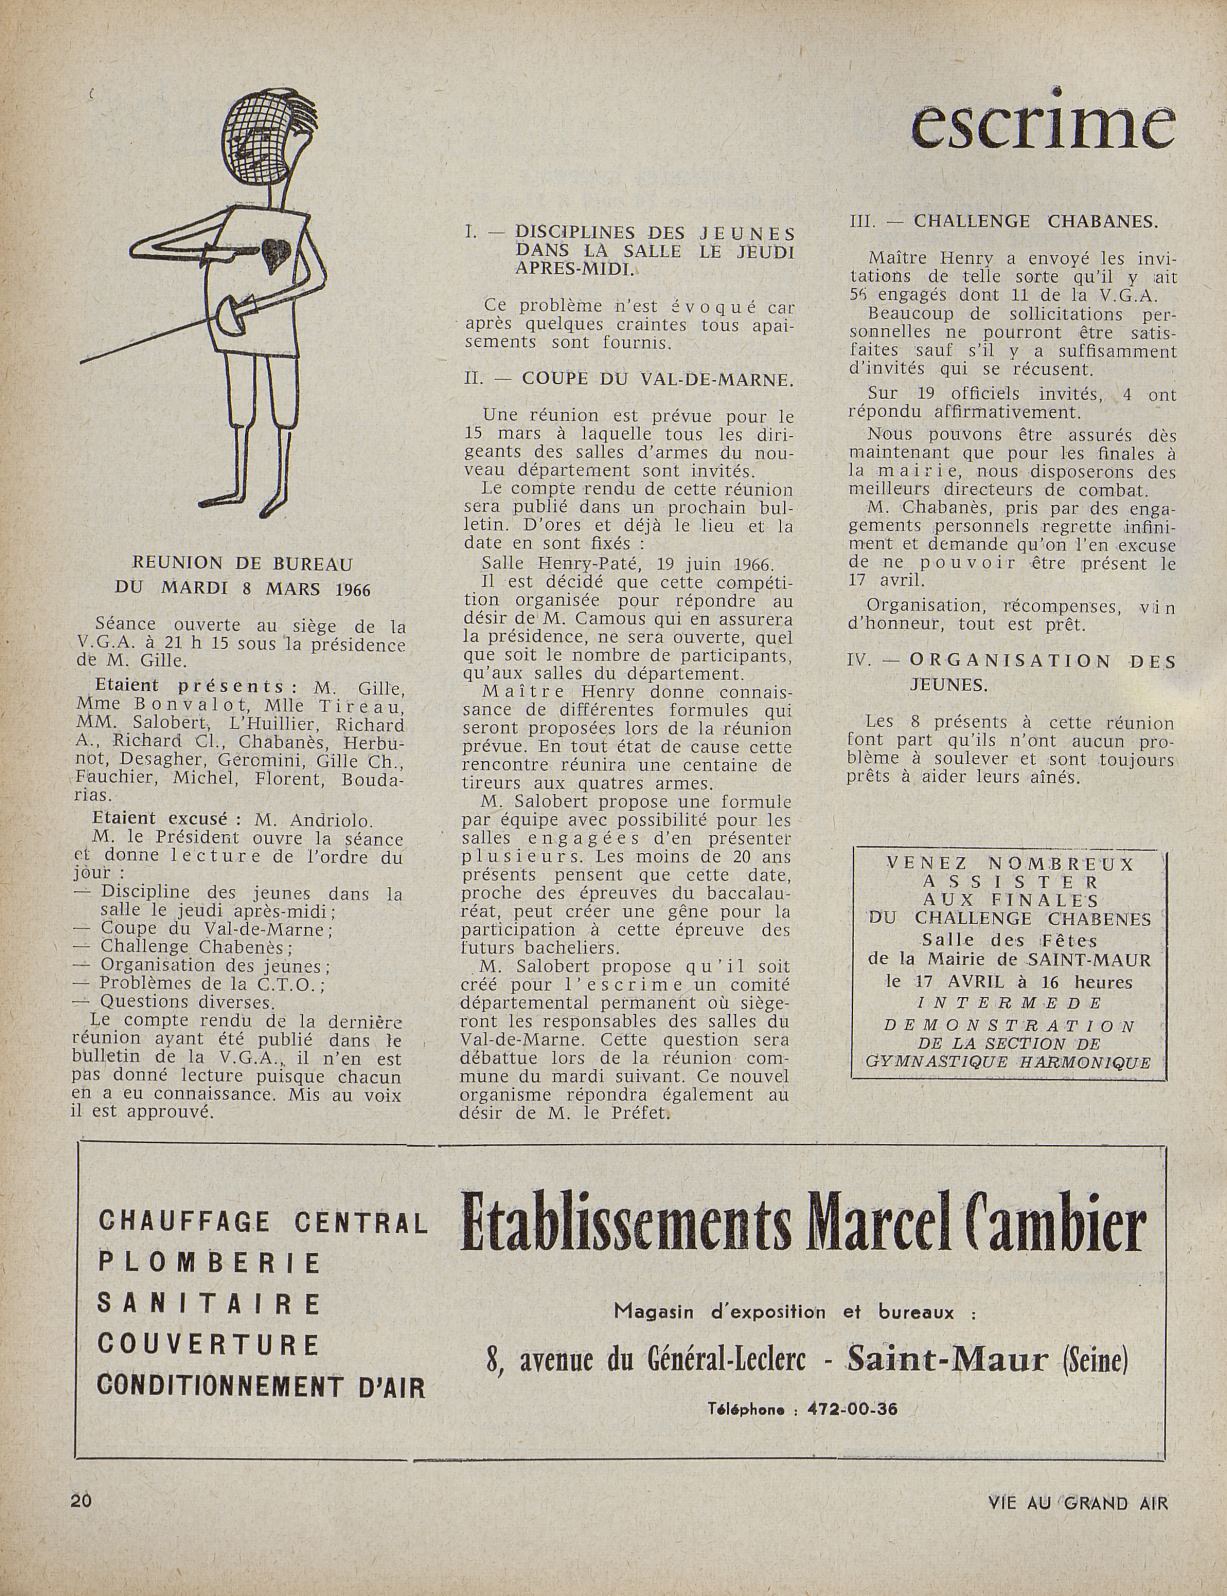 escrime
REUNION DE BUREAU
DU MARDI 8 MARS 1966
Séance ouverte au siège de la
V.G.A. à 21 h 15 sous la présidence
de M. Gille.
Etaient présents : M. Gille,
Mme Bonvalot, Mlle Tireau,
MM. Salobert, L'Huillier, Richard
A., Richard Cl., Chabanès, Herbu-
not, Desagher, Geromini, Gille Ch.,
Fauchier, Michel, Florent, Bouda-
rias.
Etaient excusé : M. Andriolo.
M. le Président ouvre la séance
et donne lecture de l'ordre du
jour :
— Discipline des jeunes dans la
salle le jeudi après-midi ;
— Coupe du Val-de-Marne ;
— Challenge Chabenès ;
— Organisation des jeunes ;
— Problèmes de la C.T.O. ;
— Questions diverses.
Le compte rendu de la dernière
réunion ayant été publié dans le
bulletin de la V.G.A., il n'en est
pas donné lecture puisque chacun
en a eu connaissance. Mis au voix
il est approuvé.
I. — DISCIPLINES DES JEUNES
DANS LA SALLE LE JEUDI
APRES-MIDI.
Ce problème n'est évoqué car
après quelques craintes tous apai-
sements sont fournis.
II. — COUPE DU VAL-DE-MARNE.
Une réunion est prévue pour le
15 mars à laquelle tous les diri-
geants des salles d'armes du nou-
veau département sont invités.
Le compte rendu de cette réunion
sera publié dans un prochain bul-
letin. D'ores et déjà le lieu et la
date en sont fixés :
Salle Henry-Paté, 19 juin 1966.
Il est décidé que cette compéti-
tion organisée pour répondre au
désir de M. Camous qui en assurera
la présidence, ne sera ouverte, quel
que soit le nombre de participants,
qu'aux salles du département.
Maître Henry donne connais-
sance de différentes formules qui
seront proposées lors de la réunion
prévue. En tout état de cause cette
rencontre réunira une centaine de
tireurs aux quatres armes.
M. Salobert propose une formule
par équipe avec possibilité pour les
salles engagées d'en présenter
plusieurs. Les moins de 20 ans
présents pensent que cette date,
proche des épreuves du baccalau-
réat, peut créer une gêne pour la
participation à cette épreuve des
futurs bacheliers.
M. Salobert propose qu'il soit
créé pour l'escrime un comité
départemental permanent où siège-
ront les responsables des salles du
Val-de-Marne. Cette question sera
débattue lors de la réunion com-
mune du mardi suivant. Ce nouvel
organisme répondra également au
désir de M. le Préfet.
III. — CHALLENGE CHABANES.
Maître Henry a envoyé les invi-
tations de telle sorte qu'il y ait
56 engagés dont 11 de la V.G.A.
Beaucoup de sollicitations per-
sonnelles ne pourront être satis-
faites sauf s'il y a suffisamment
d'invités qui se récusent.
Sur 19 officiels invités, 4 ont
répondu affirmativement.
Nous pouvons être assurés dès
maintenant que pour les finales à
la mairie, nous disposerons des
meilleurs directeurs de combat.
M. Chabanès, pris par des enga-
gements personnels regrette infini-
ment et demande qu'on l'en excuse
de ne pouvoir être présent le
17 avril.
Organisation, récompenses, vin
d'honneur, tout est prêt.
IV. — ORGANISATION DES
JEUNES.
Les 8 présents à cette réunion
font part qu'ils n'ont aucun pro-
blème à soulever et sont toujours
prêts à aider leurs aînés.
VENEZ NOMBREUX
ASSISTER
AUX FINALES
DU CHALLENGE CHABENES
Salle des Fêtes
de la Mairie de SAINT-MAUR
le 17 AVRIL à 16 heures
INTERMEDE
DEMONSTRATION
DE LA SECTION DE
GYMNASTIQUE HARMONIQUE
CHAUFFAGE CENTRAL
PLOMBERIE
SANITAIRE
COUVERTURE
CONDITIONNEMENT D'AIR
Etablissements Marcel Cambier
Magasin d'exposition et bureaux :
8, avenue du Général-Leclerc - Saint-Maur (Seine)
Téléphone : 472-00-36
20
VIE AU GRAND AIR